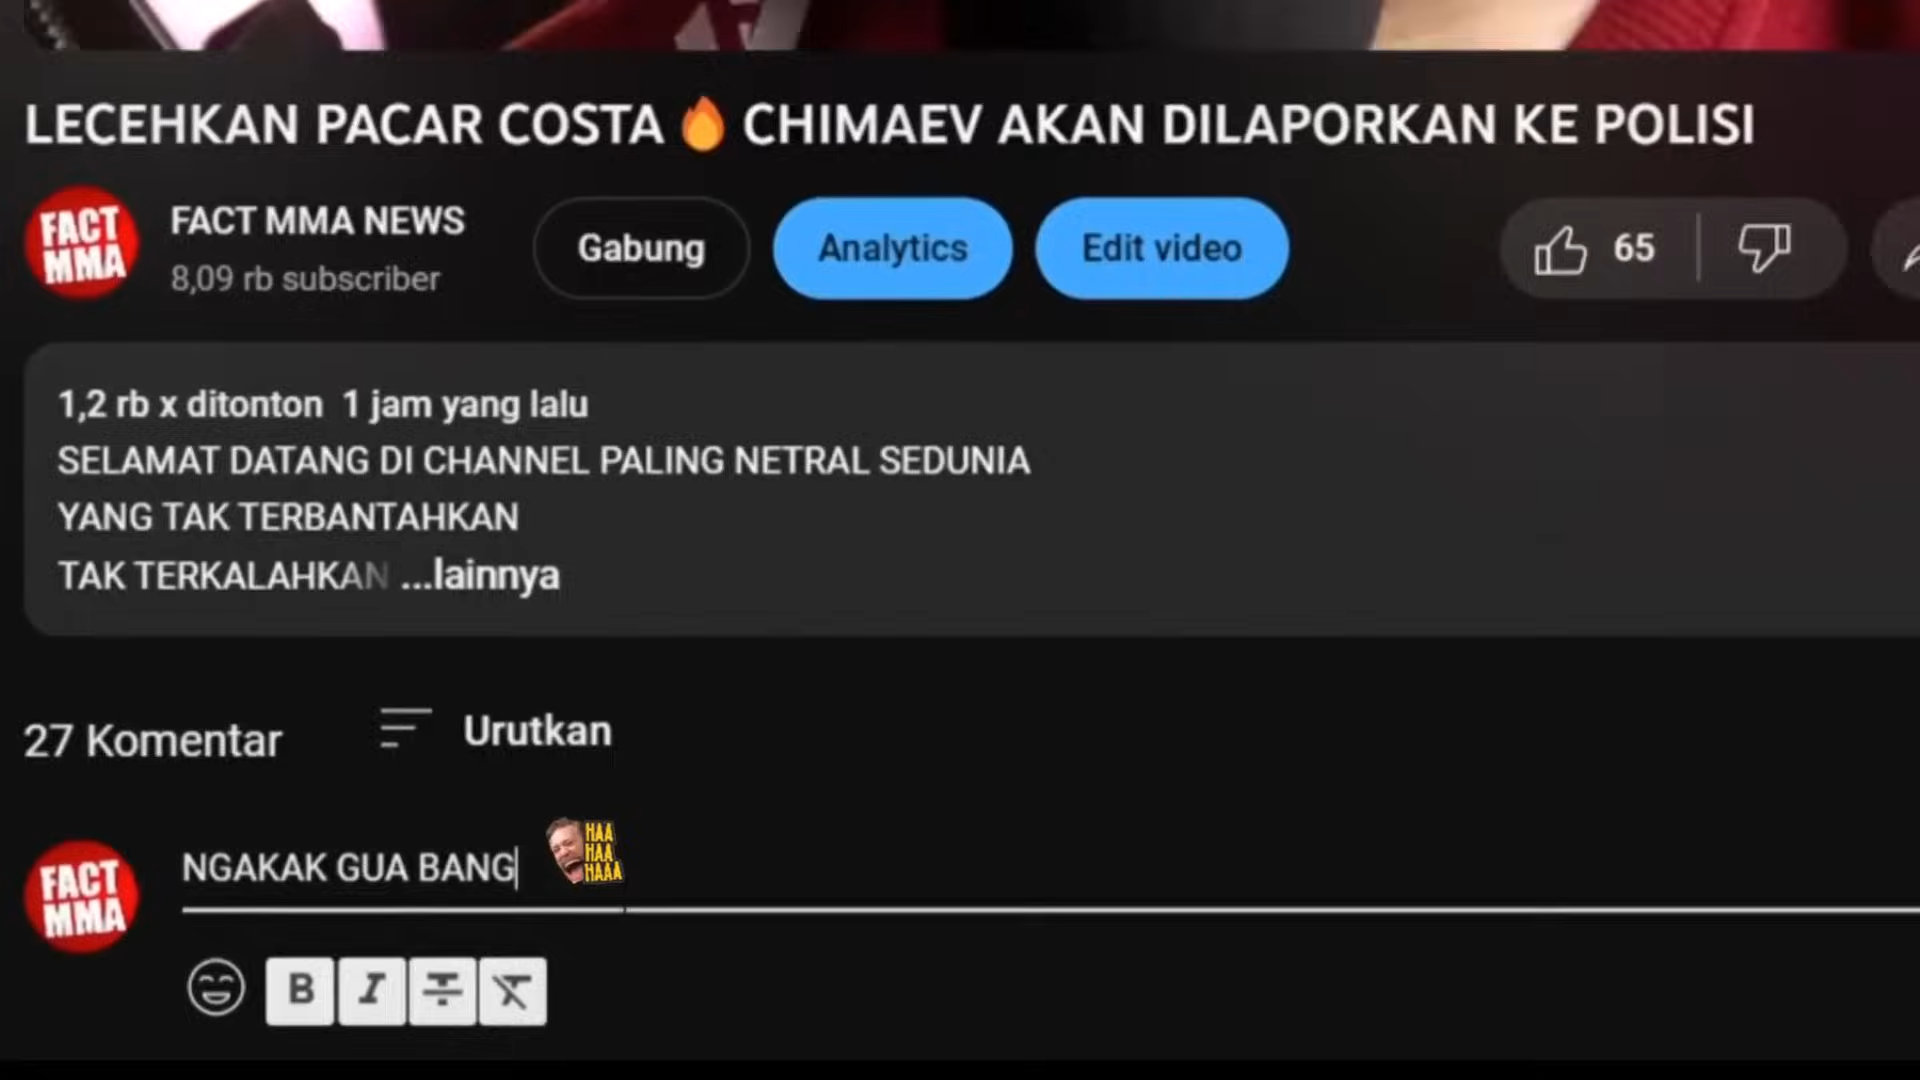 LECEHKAN PACAR COSTA🔥CHIMAEV AKAN DILAPORKAN KE POLISI
FACT MMA
FACT MMA NEWS
8,09 rb subscriber
Gabung
Analytics
Edit video
65
1,2 rb x ditonton 1 jam yang lalu
SELAMAT DATANG DI CHANNEL PALING NETRAL SEDUNIA
YANG TAK TERBANTAHKAN
TAK TERKALAHKAN ...lainnya
27 Komentar
Urutkan
FACT MMA
NGAKAK GUA BANG
HAA
HAA
HAAA
B I T T